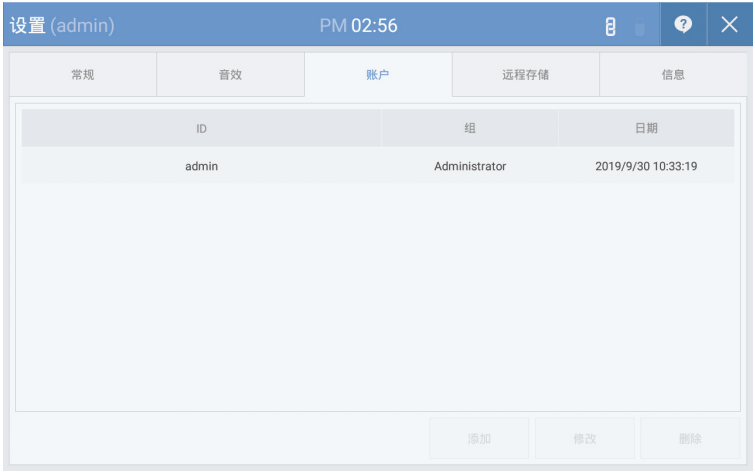 设置 (admin) PM 02:56
常规 音效 账户 远程存储 信息
ID 组 日期
admin Administrator 2019/9/30 10:33:19
添加 修改 删除